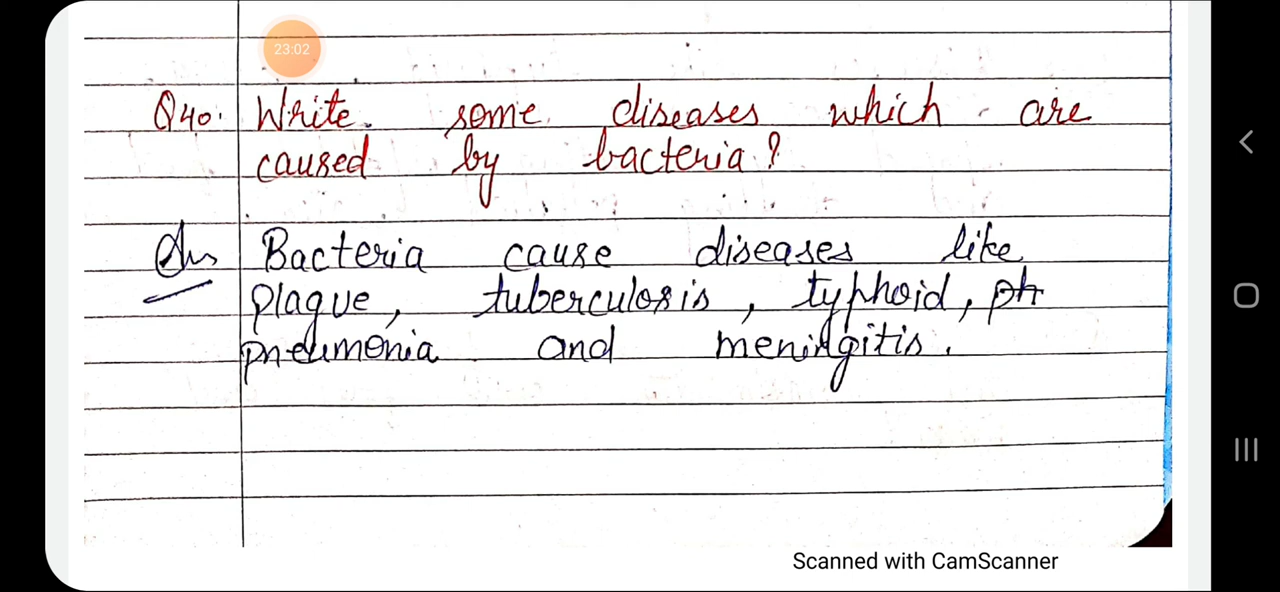 23:02
Q40. Write some diseases which are
caused by bacteria?
Ans Bacteria cause diseases like
plague, tuberculosis, typhoid,
pneumonia and meningitis.
Scanned with CamScanner